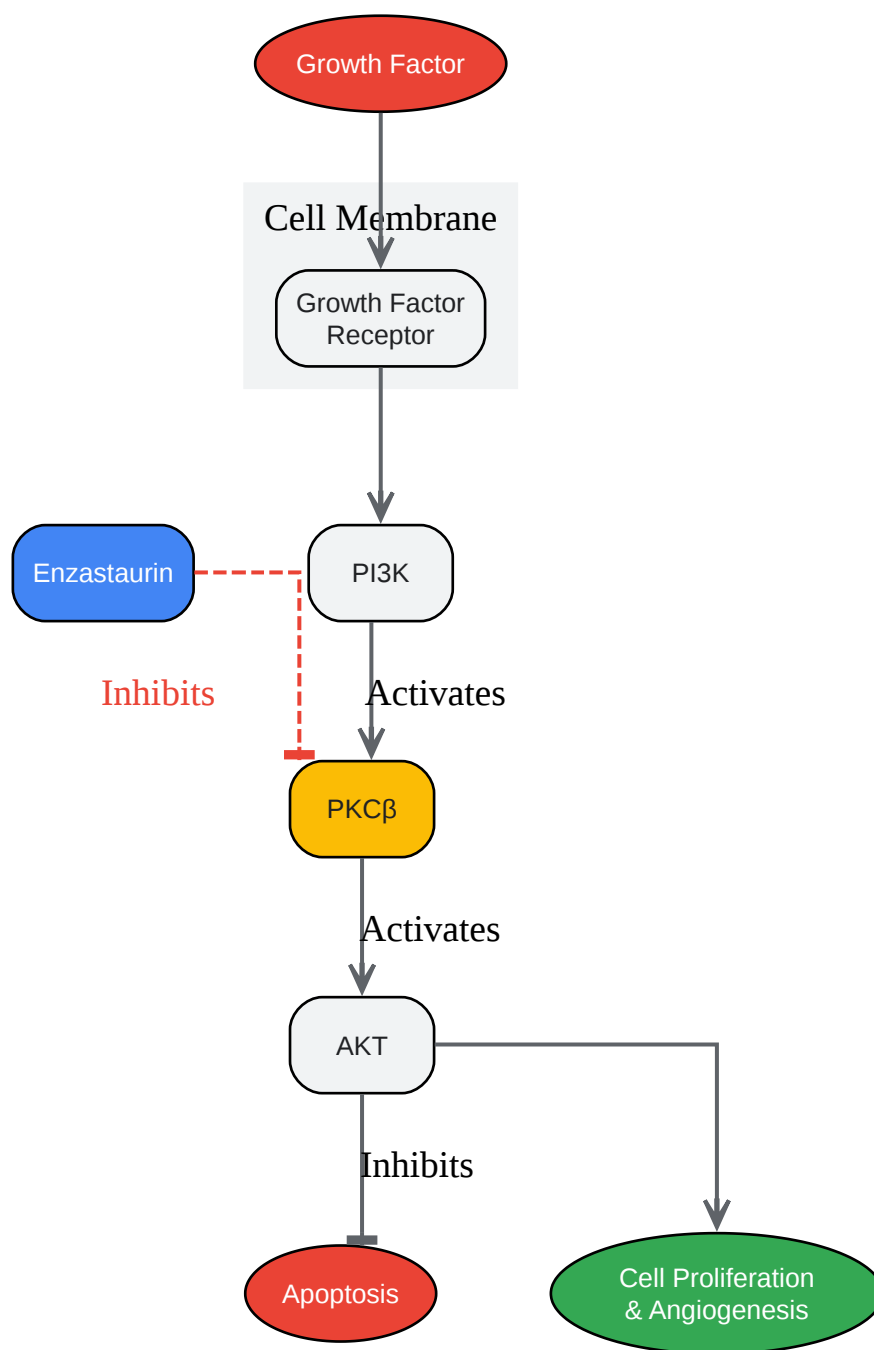 Growth Factor
Cell Membrane
Growth Factor
Receptor
Enzastaurin
PI3K
Inhibits
Activates
PKCβ
Activates
AKT
Inhibits
Apoptosis
Cell Proliferation
& Angiogenesis